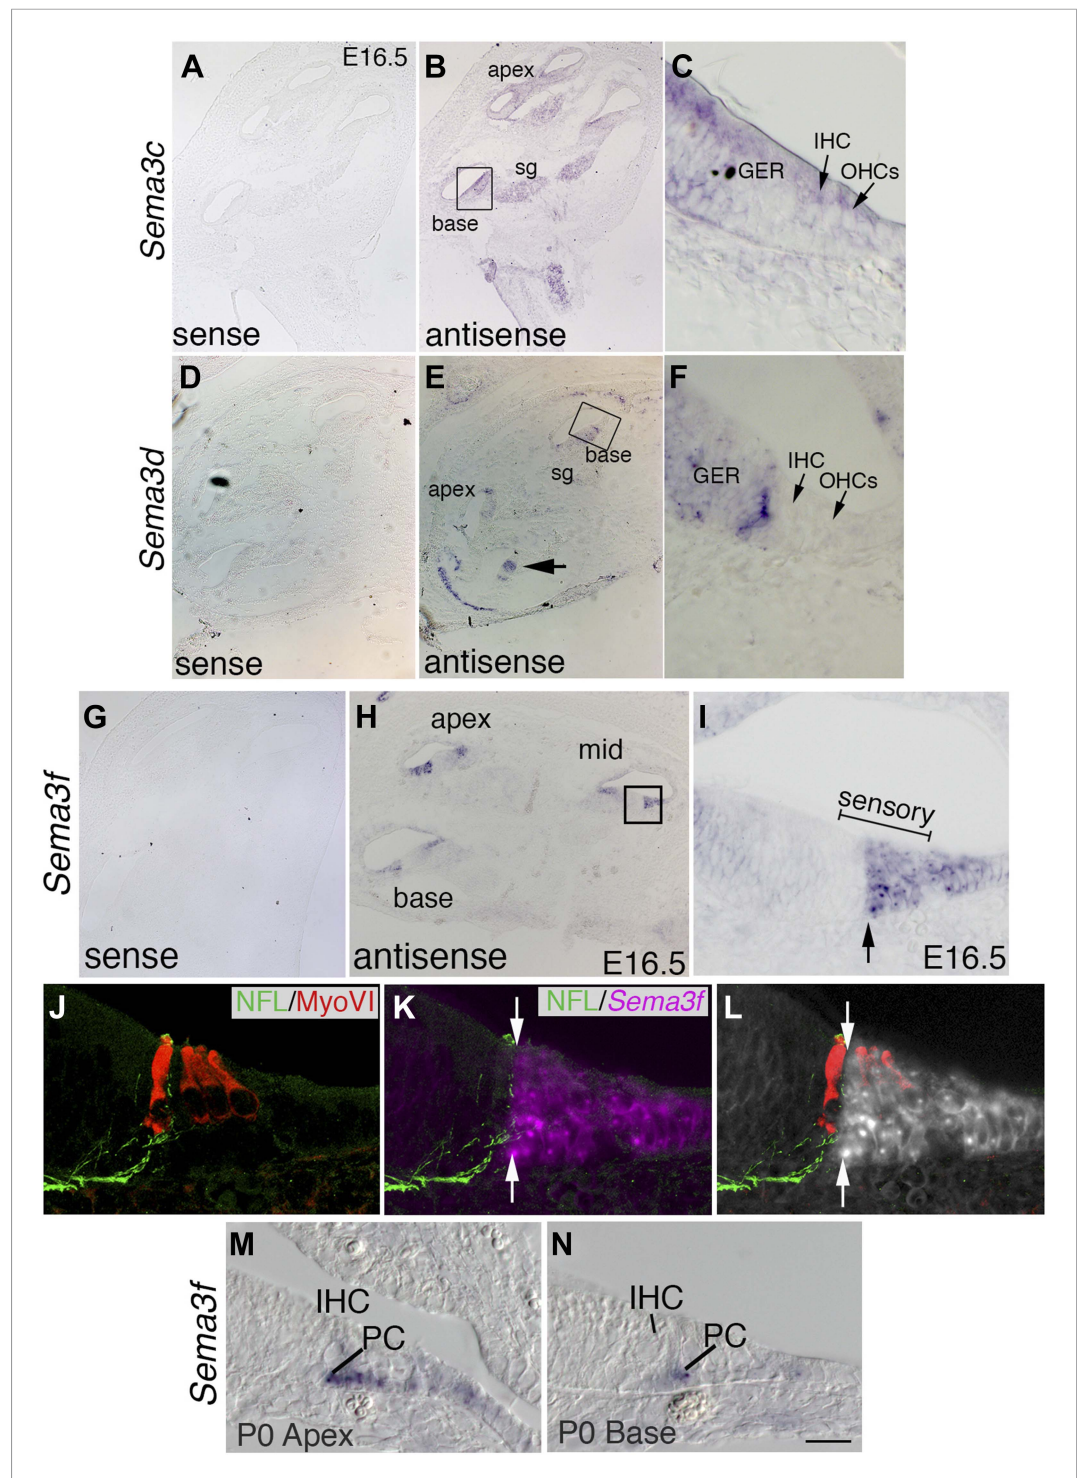 Sema3c
A
E16.5
sense
B
apex
sg
base
antisense
C
GER
IHC
OHCs
Sema3d
D
sense
E
base
sg
apex
antisense
F
GER
IHC
OHCs
Sema3f
G
sense
H
apex
mid
base
antisense
E16.5
I
sensory
E16.5
J
NFL/MyoVI
K
NFL/Sema3f
L
Sema3f
M
IHC
PC
P0 Apex
N
IHC
PC
P0 Base